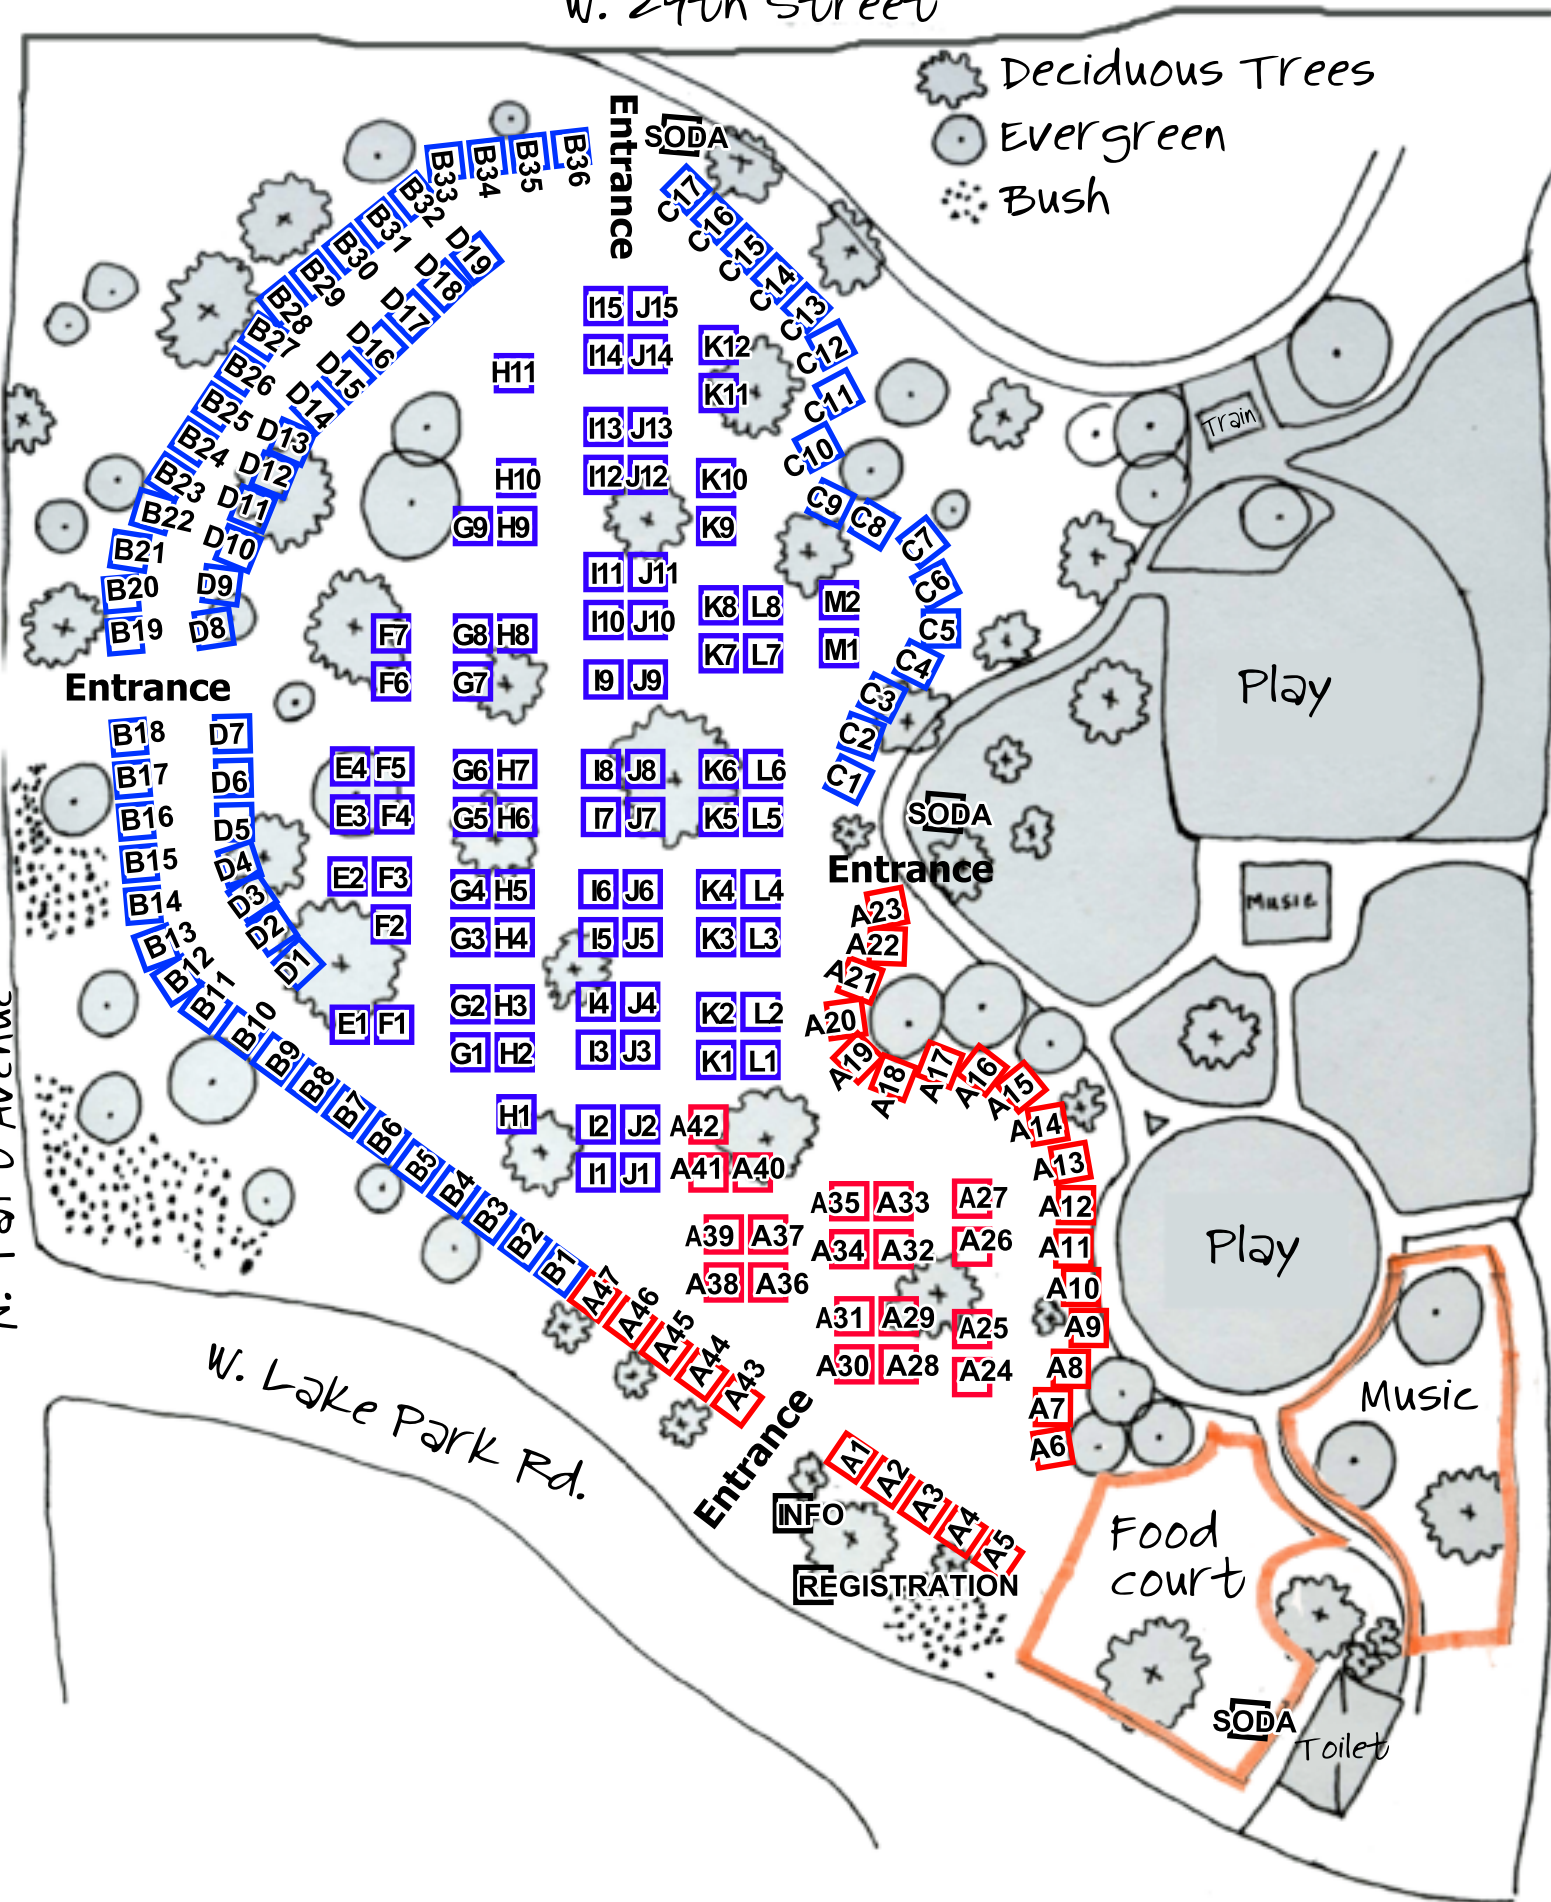 W. 29th Street
Deciduous Trees
Evergreen
Bush
Entrance
SODA
B33 B34 B35 B36
B32
B31
B30
B29
B28
B27
B26
B25
B24
B23
B22
B21
B20
B19
D19
D18
D17
D16
D15
D14
D13
D12
D11
D10
D9
D8
C17
C16
C15
C14
C13
C12
C11
C10
C9 C8
C7
C6
C5
C4
C3
C2
C1
I15 J15
I14 J14
K12
K11
H11
I13 J13
I12 J12
K10
K9
H10
G9 H9
I11 J11
I10 J10
K8 L8
K7 L7
M2
M1
F7
F6
G8 H8
G7
I9 J9
Train
Play
Entrance
B18
B17
B16
B15
B14
B13
B12
B11
B10
B9
B8
B7
B6
B5
B4
B3
B2
B1
D7
D6
D5
D4
D3
D2
D1
E4 F5
E3 F4
E2 F3
F2
E1 F1
G6 H7
G5 H6
G4 H5
G3 H4
G2 H3
G1 H2
H1
I8 J8
I7 J7
I6 J6
I5 J5
I4 J4
I3 J3
I2 J2
I1 J1
K6 L6
K5 L5
K4 L4
K3 L3
K2 L2
K1 L1
SODA
Entrance
Music
A23
A22
A21
A20
A19
A18
A17
A16
A15
A14
A13
A12
A11
A10
A9
A8
A7
A6
A42
A41 A40
A39 A37
A38 A36
A35 A33
A34 A32
A31 A29
A30 A28
A27
A26
A25
A24
Play
A47
A46
A45
A44
A43
Entrance
A1
A2
A3
A4
A5
INFO
REGISTRATION
Music
Food
court
SODA
Toilet
W. Lake Park Rd.
Avenue